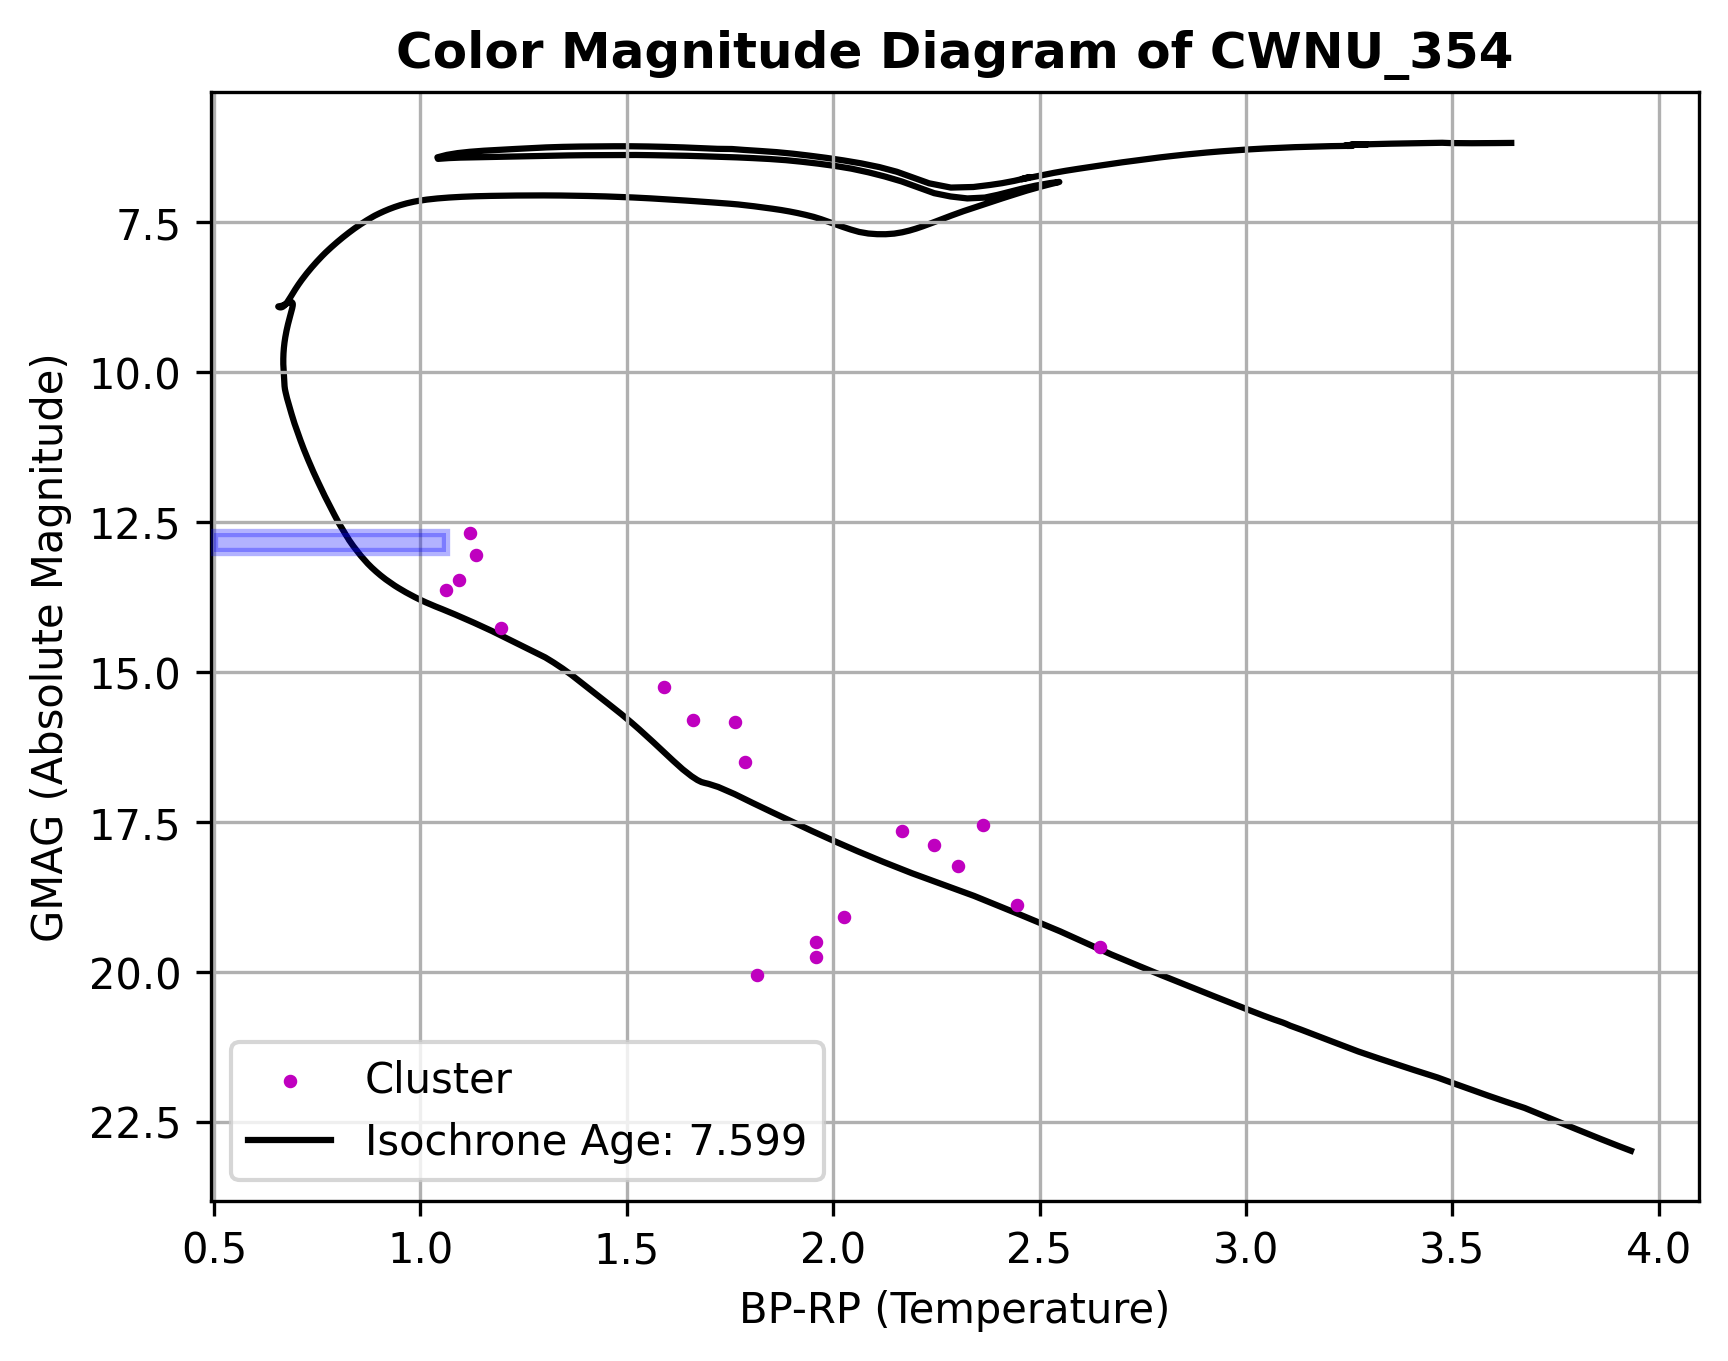 Color Magnitude Diagram of CWNU_354
GMAG (Absolute Magnitude)
7.5
10.0
12.5
15.0
17.5
20.0
22.5
Cluster
Isochrone Age: 7.599
0.5 1.0 1.5 2.0 2.5 3.0 3.5 4.0
BP-RP (Temperature)